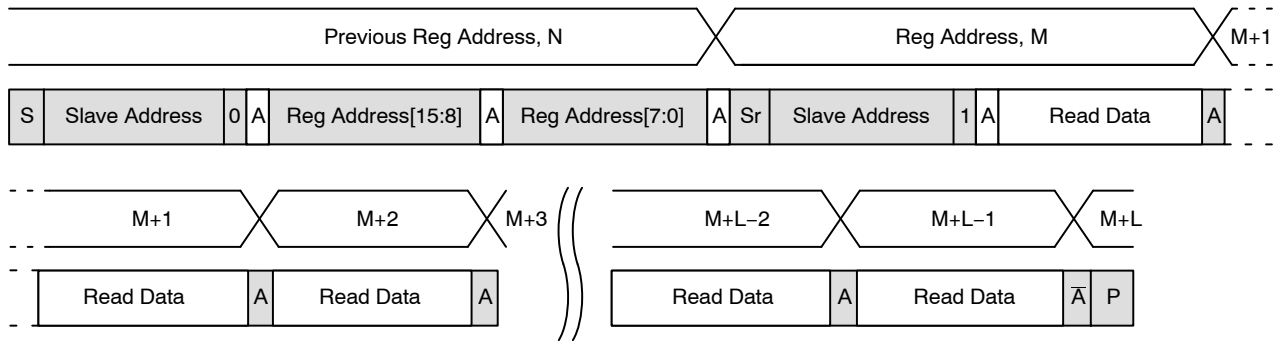 Previous Reg Address, N Reg Address, M M+1
S Slave Address 0 A Reg Address[15:8] A Reg Address[7:0] A Sr Slave Address 1 A Read Data A
M+1 M+2 M+3 M+L−2 M+L−1 M+L
Read Data A Read Data A Read Data A Read Data A̅ P